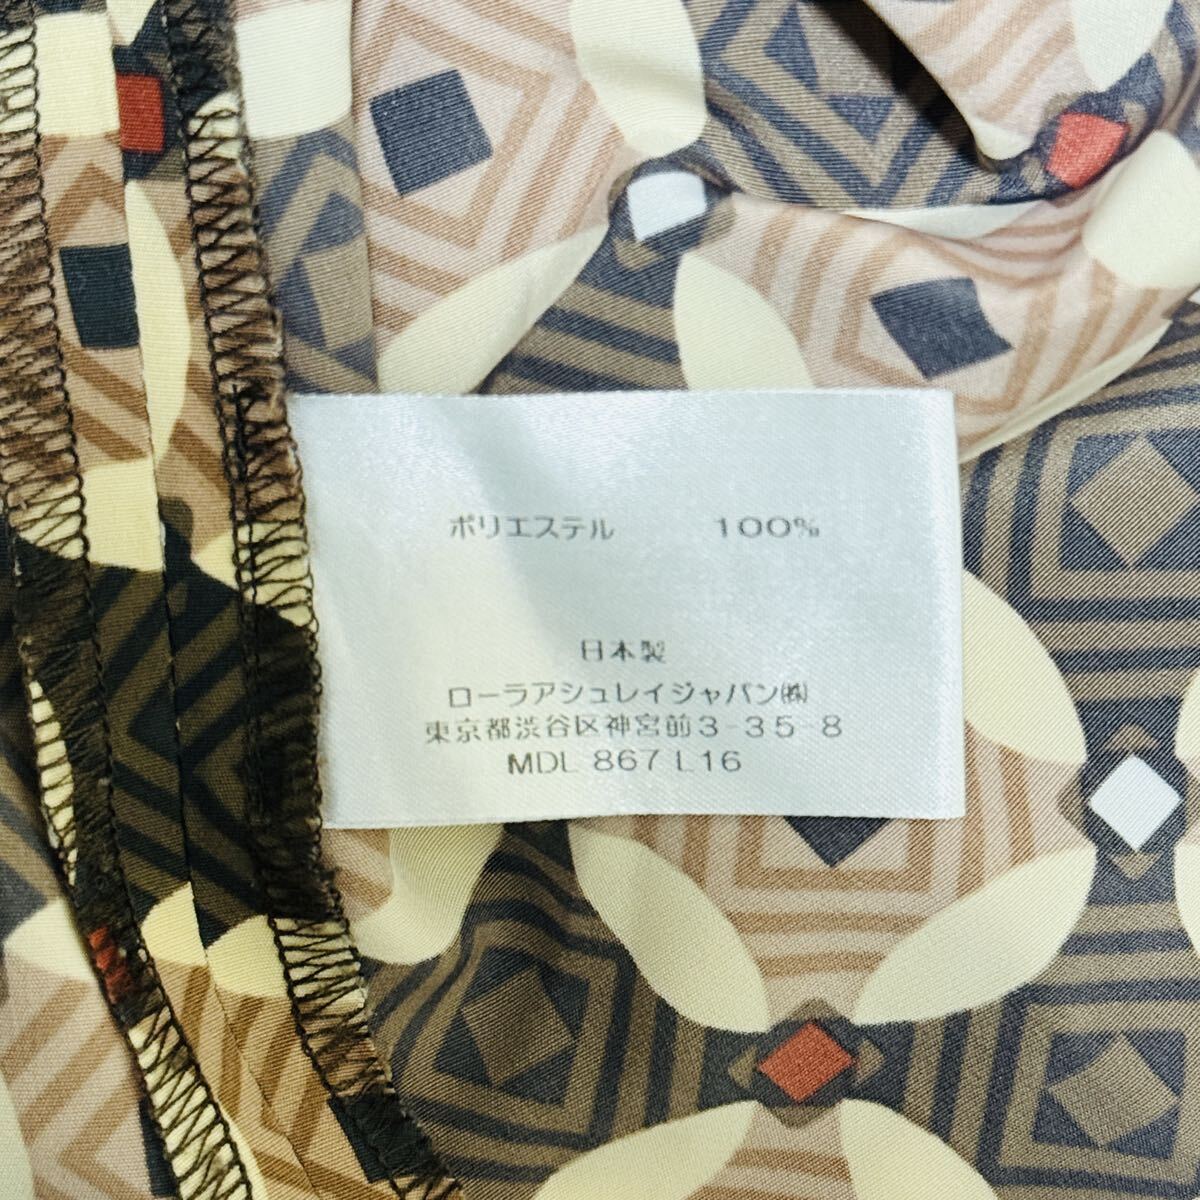 ポリエステル 100%
日本製
ローラアシュレイジャパン㈱
東京都渋谷区神宮前3-35-8
MDL 867 L16